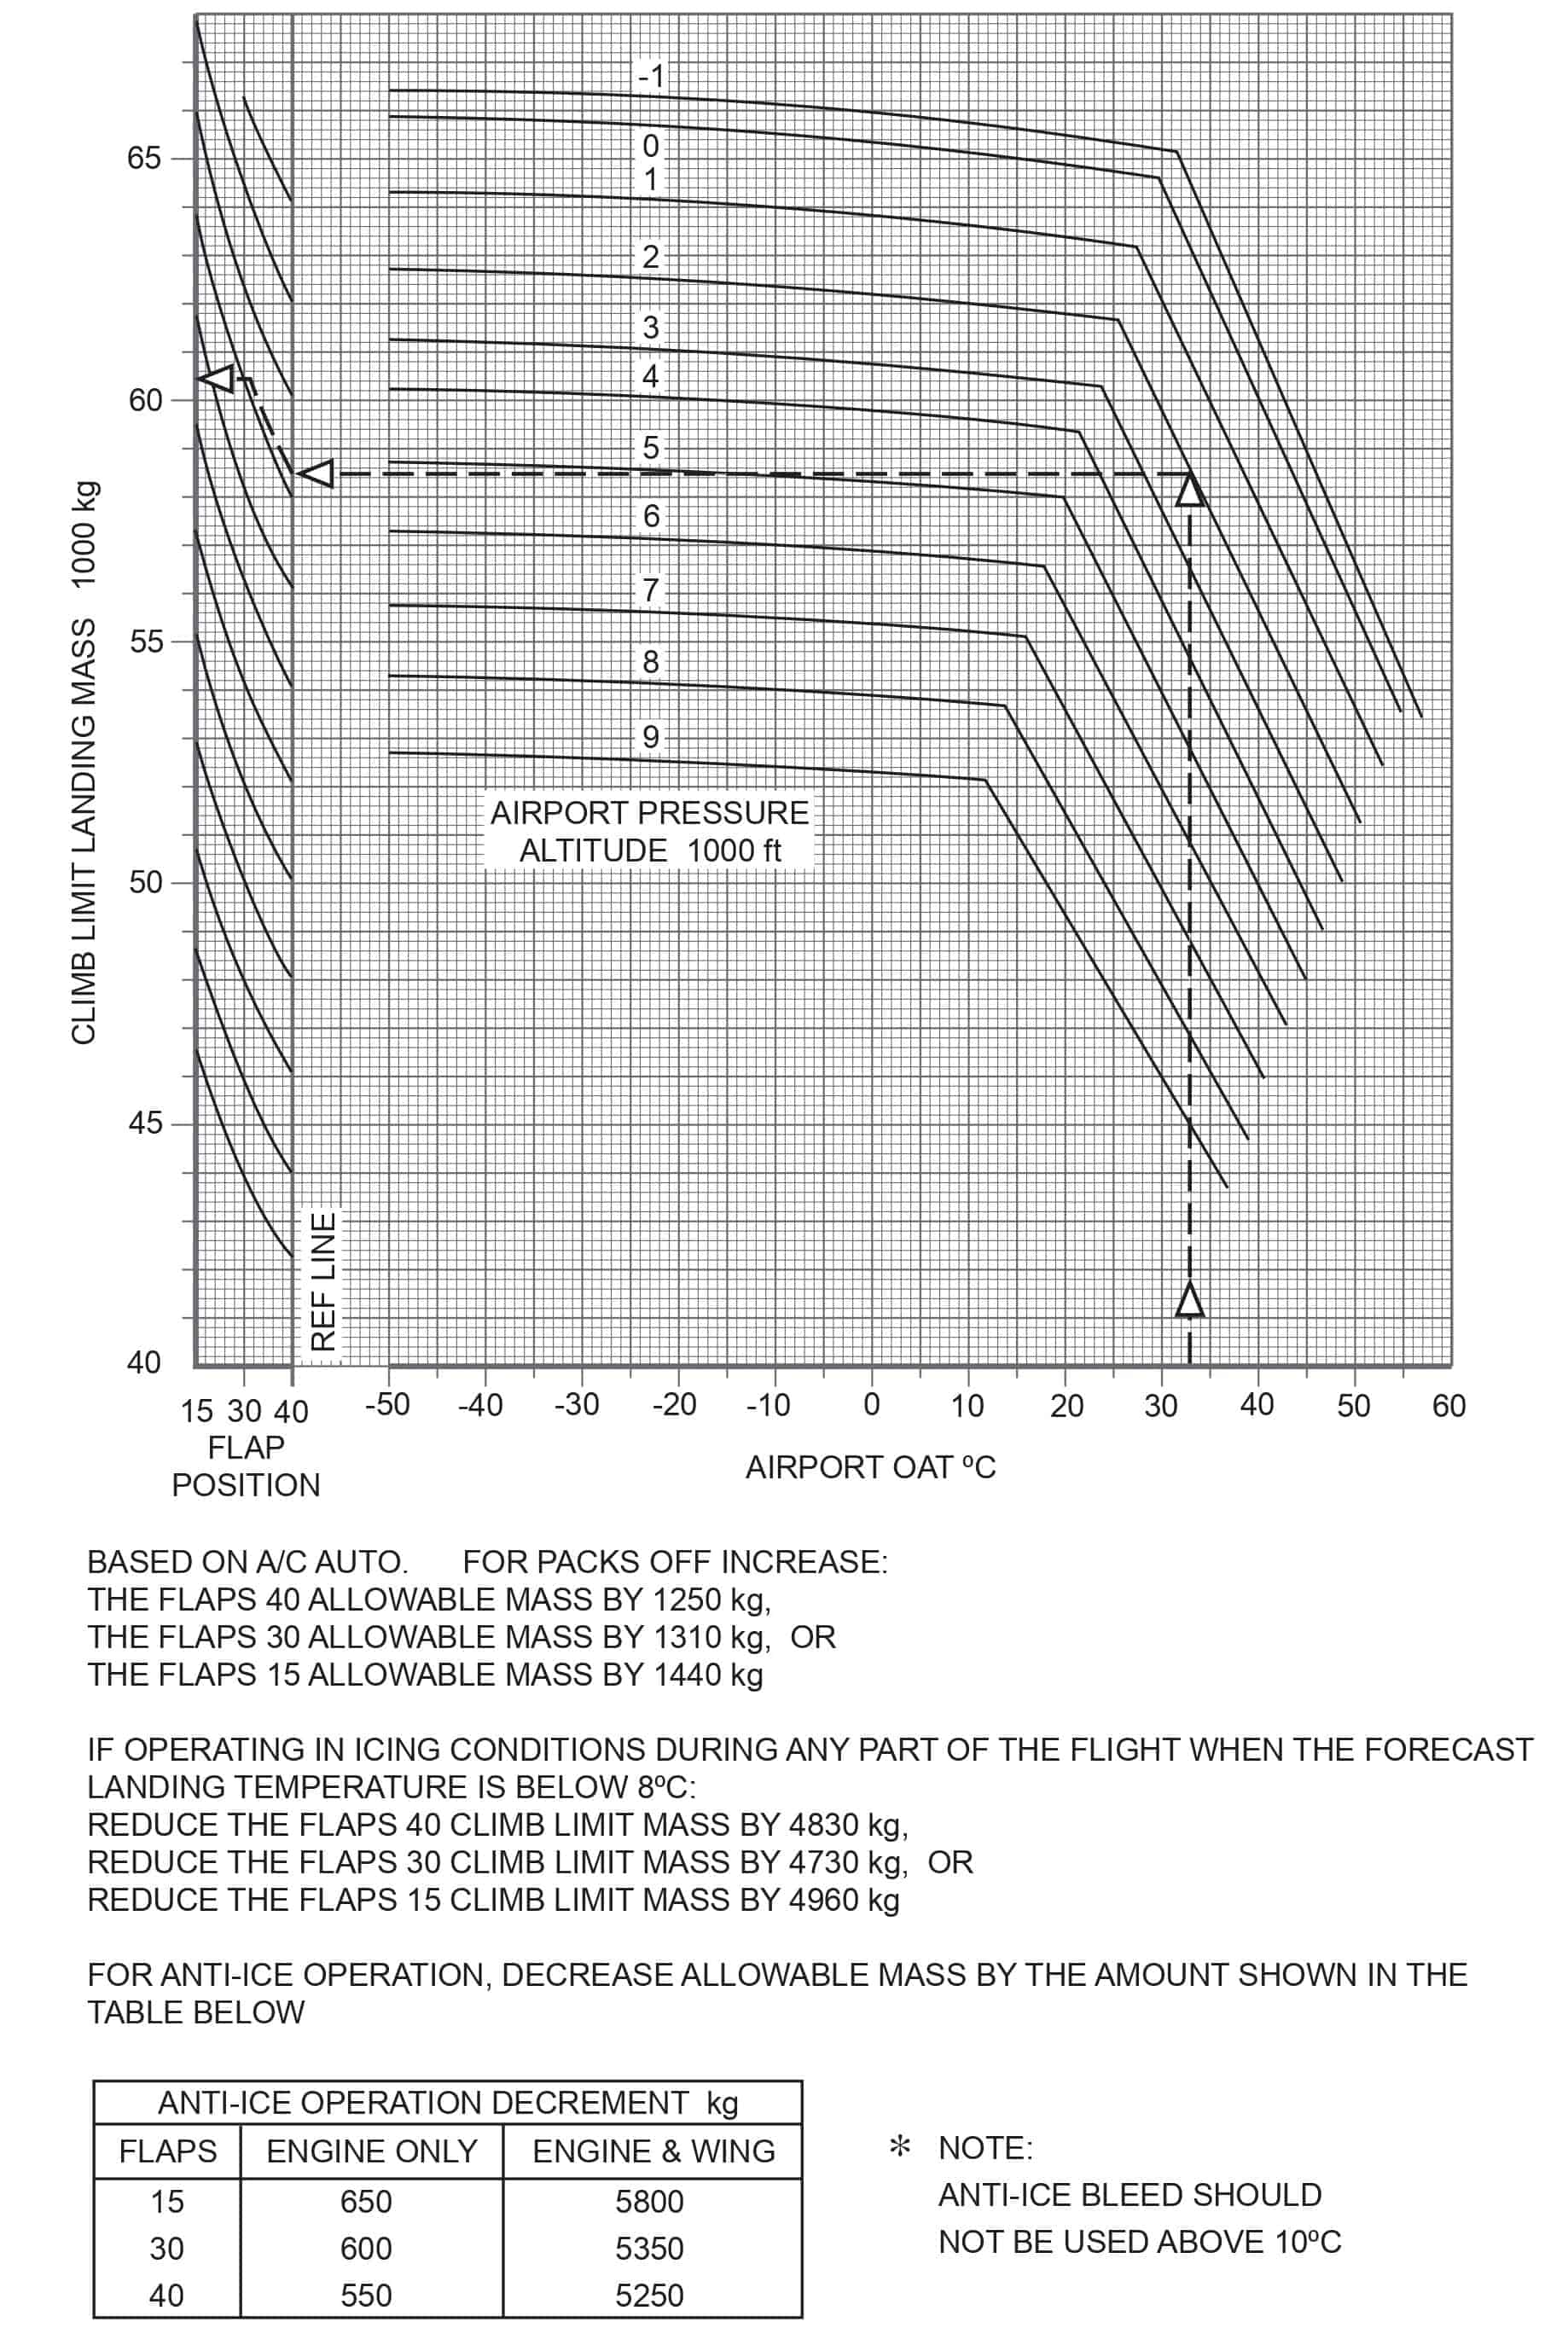 -1
0
1
2
3
4
5
6
7
8
9
65
60
55
50
45
40
CLIMB LIMIT LANDING MASS 1000 kg
AIRPORT PRESSURE
ALTITUDE 1000 ft
REF LINE
15 30 40
-50 -40 -30 -20 -10 0 10 20 30 40 50 60
FLAP
POSITION
AIRPORT OAT ºC
BASED ON A/C AUTO. FOR PACKS OFF INCREASE:
THE FLAPS 40 ALLOWABLE MASS BY 1250 kg,
THE FLAPS 30 ALLOWABLE MASS BY 1310 kg, OR
THE FLAPS 15 ALLOWABLE MASS BY 1440 kg
IF OPERATING IN ICING CONDITIONS DURING ANY PART OF THE FLIGHT WHEN THE FORECAST
LANDING TEMPERATURE IS BELOW 8ºC:
REDUCE THE FLAPS 40 CLIMB LIMIT MASS BY 4830 kg,
REDUCE THE FLAPS 30 CLIMB LIMIT MASS BY 4730 kg, OR
REDUCE THE FLAPS 15 CLIMB LIMIT MASS BY 4960 kg
FOR ANTI-ICE OPERATION, DECREASE ALLOWABLE MASS BY THE AMOUNT SHOWN IN THE
TABLE BELOW
ANTI-ICE OPERATION DECREMENT kg
FLAPS ENGINE ONLY ENGINE & WING
15 650 5800
30 600 5350
40 550 5250
* NOTE:
ANTI-ICE BLEED SHOULD
NOT BE USED ABOVE 10ºC